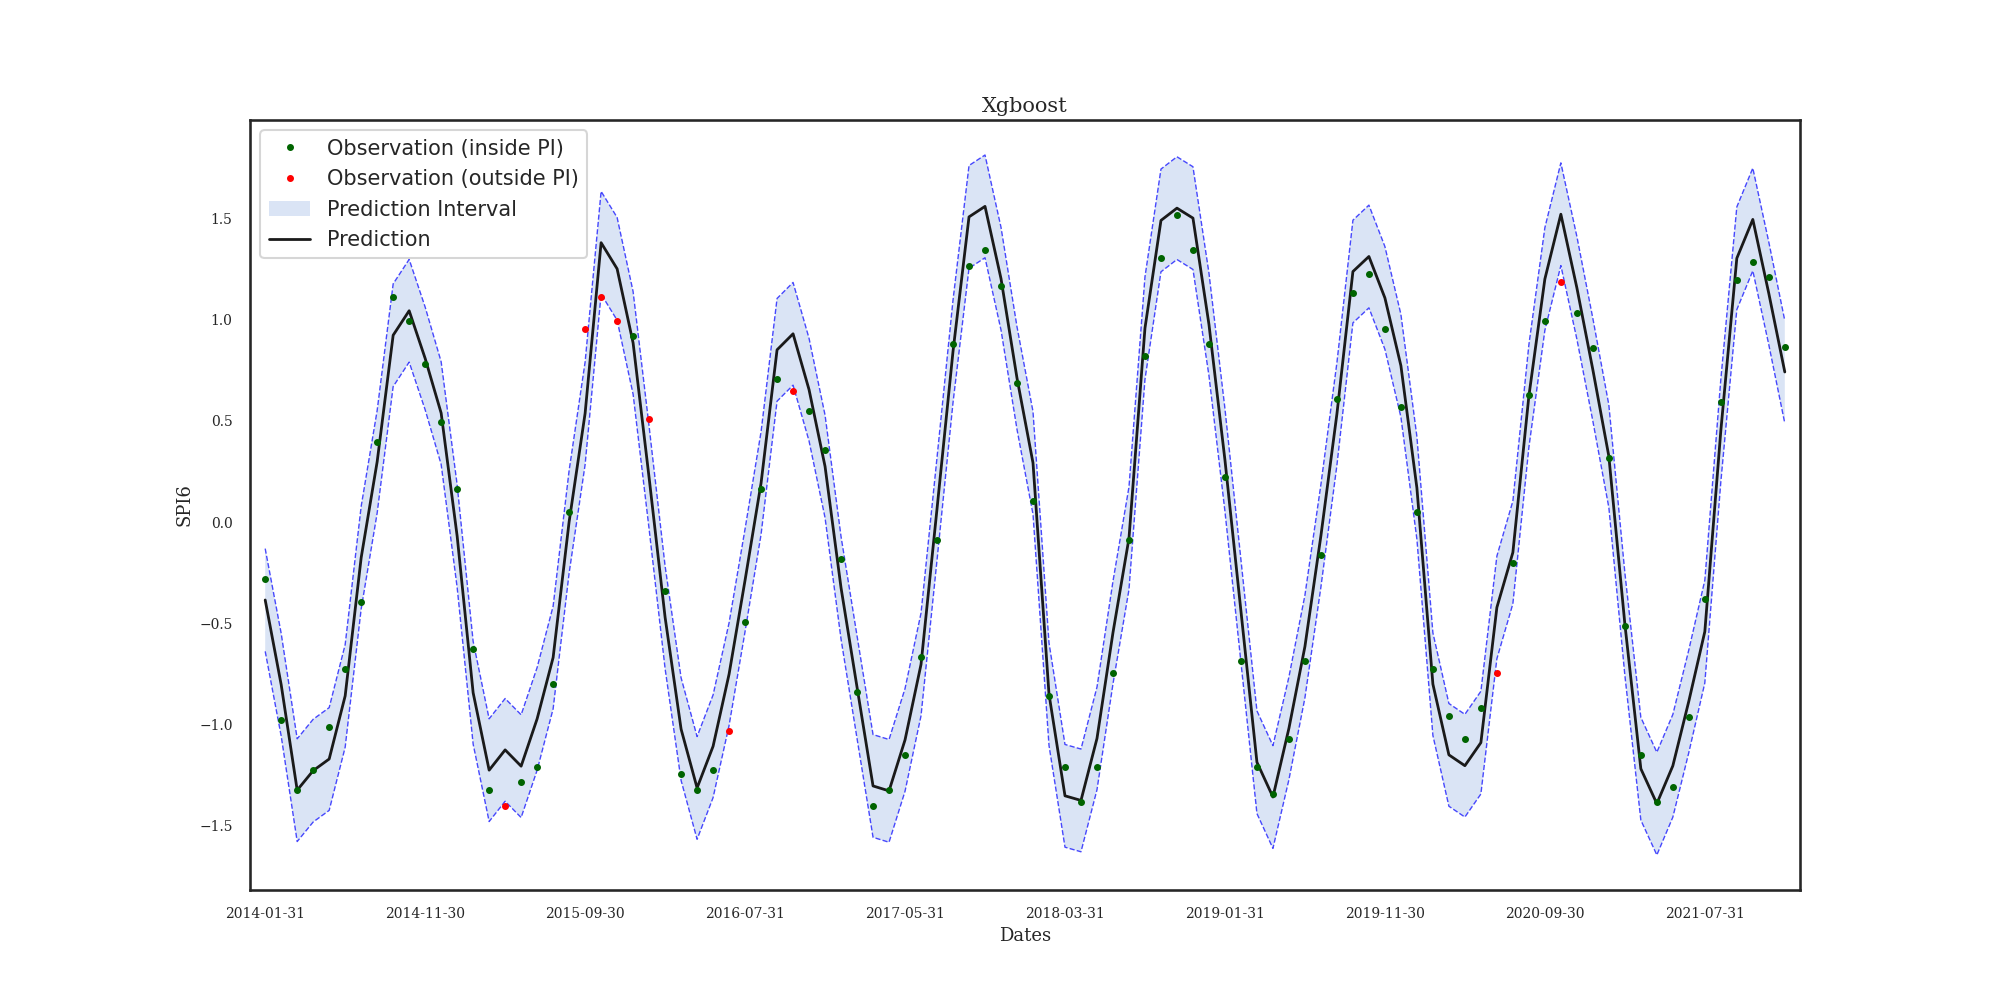 Xgboost
Observation (inside PI)
Observation (outside PI)
Prediction Interval
Prediction
1.5
1.0
0.5
0.0
−0.5
−1.0
−1.5
SPI6
2014-01-31 2014-11-30 2015-09-30 2016-07-31 2017-05-31 2018-03-31 2019-01-31 2019-11-30 2020-09-30 2021-07-31
Dates